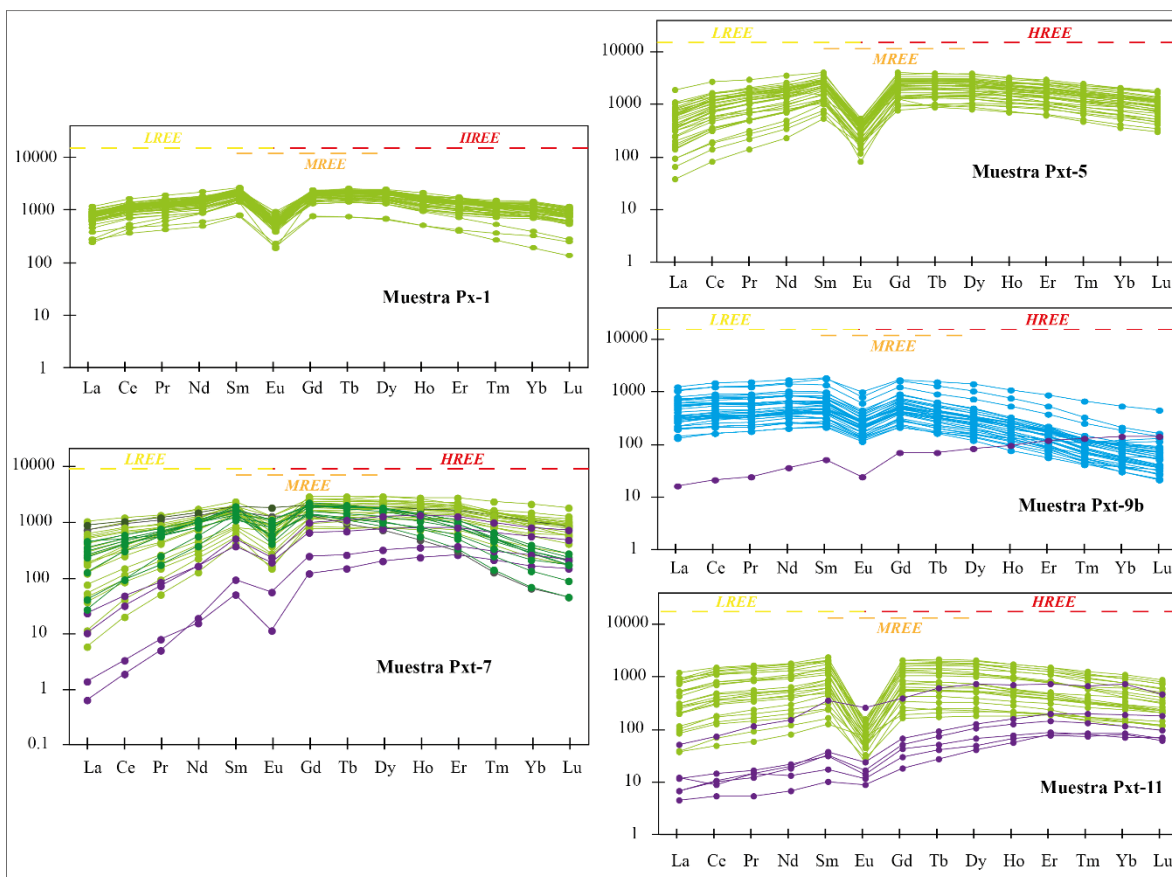 LREE HREE
MREE
10000
1000
100
10
1
Muestra Pxt-5
La Ce Pr Nd Sm Eu Gd Tb Dy Ho Er Tm Yb Lu
LREE HREE
MREE
10000
1000
100
10
1
Muestra Px-1
La Ce Pr Nd Sm Eu Gd Tb Dy Ho Er Tm Yb Lu
LREE HREE
MREE
10000
1000
100
10
1
Muestra Pxt-9b
La Ce Pr Nd Sm Eu Gd Tb Dy Ho Er Tm Yb Lu
LREE HREE
MREE
10000
1000
100
10
1
0.1
Muestra Pxt-7
La Ce Pr Nd Sm Eu Gd Tb Dy Ho Er Tm Yb Lu
LREE HREE
MREE
10000
1000
100
10
1
Muestra Pxt-11
La Ce Pr Nd Sm Eu Gd Tb Dy Ho Er Tm Yb Lu